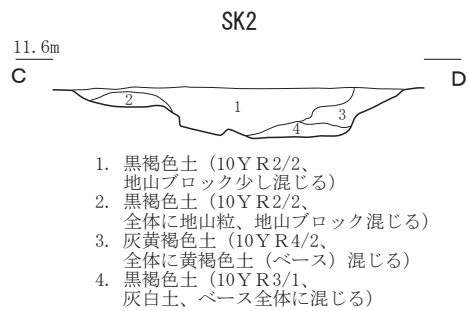 SK2
11.6m
C
D
2
1
3
4
1. 黒褐色土（10YR2/2、
地山ブロック少し混じる）
2. 黒褐色土（10YR2/2、
全体に地山粒、地山ブロック混じる）
3. 灰黄褐色土（10YR4/2、
全体に黄褐色土（ベース）混じる）
4. 黒褐色土（10YR3/1、
灰白土、ベース全体に混じる）